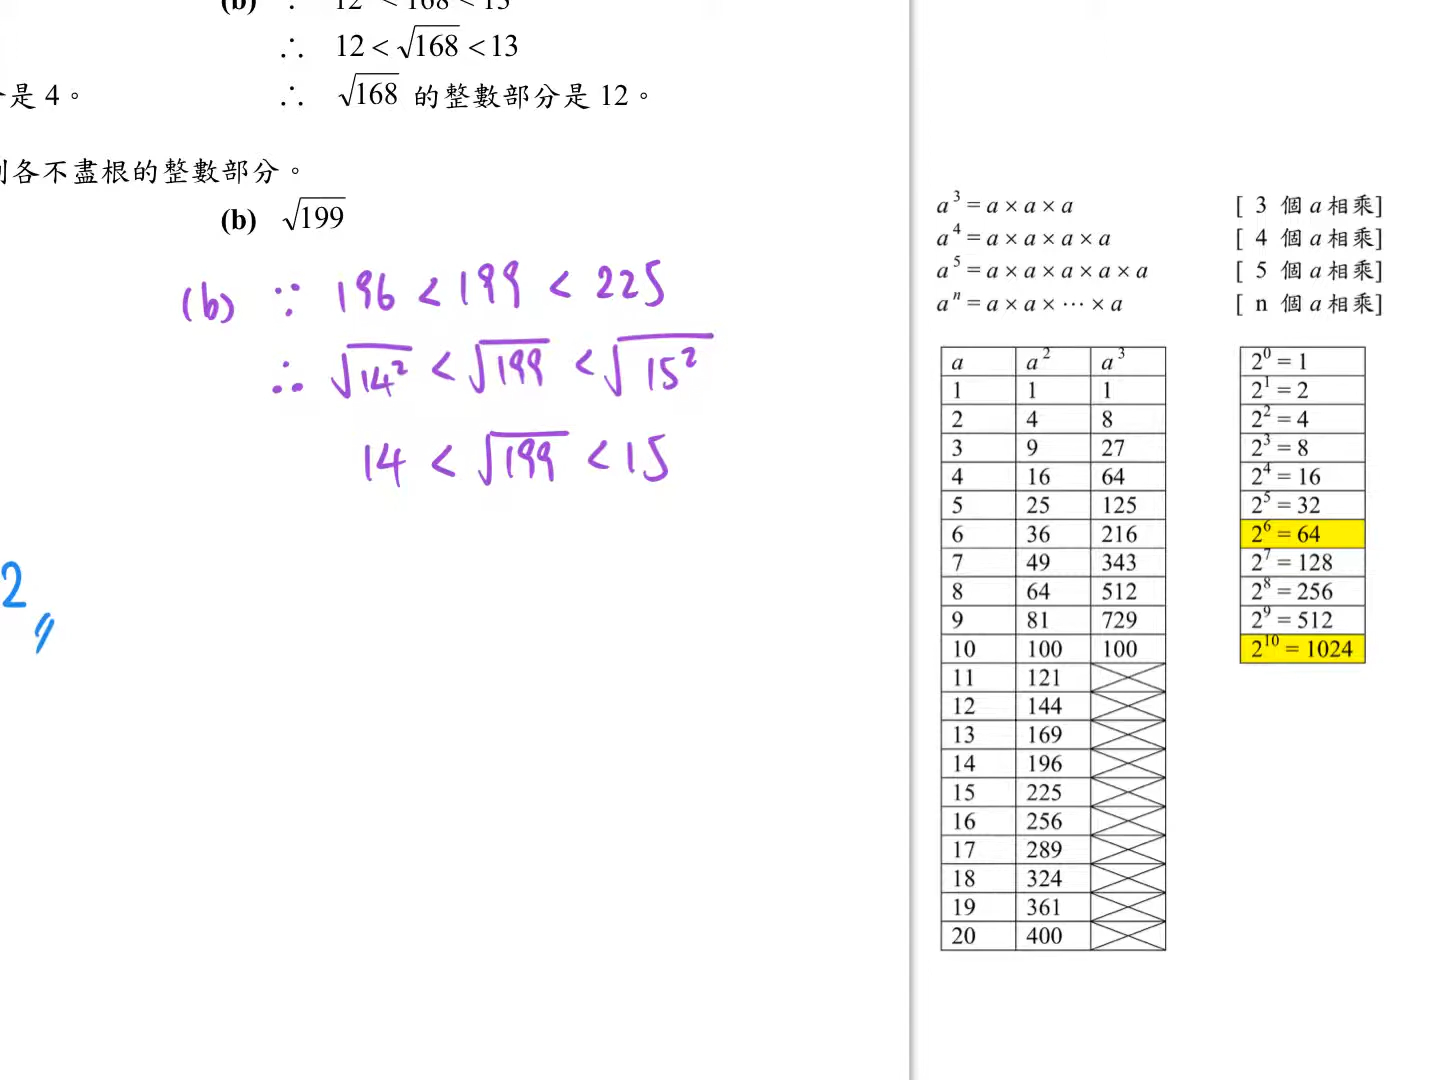 12 < √168 < 13
是 4。
∴ √168 的整數部分是 12。
各不盡根的整數部分。
(b) √199
(b) ∵ 196 < 199 < 225
∴ √14² < √199 < √15²
14 < √199 < 15
2
a³ = a × a × a [ 3 個 a 相乘]
a⁴ = a × a × a × a [ 4 個 a 相乘]
a⁵ = a × a × a × a × a [ 5 個 a 相乘]
aⁿ = a × a × ⋯ × a [ n 個 a 相乘]
a a² a³
1 1 1
2 4 8
3 9 27
4 16 64
5 25 125
6 36 216
7 49 343
8 64 512
9 81 729
10 100 100
11 121
12 144
13 169
14 196
15 225
16 256
17 289
18 324
19 361
20 400
2⁰ = 1
2¹ = 2
2² = 4
2³ = 8
2⁴ = 16
2⁵ = 32
2⁶ = 64
2⁷ = 128
2⁸ = 256
2⁹ = 512
2¹⁰ = 1024